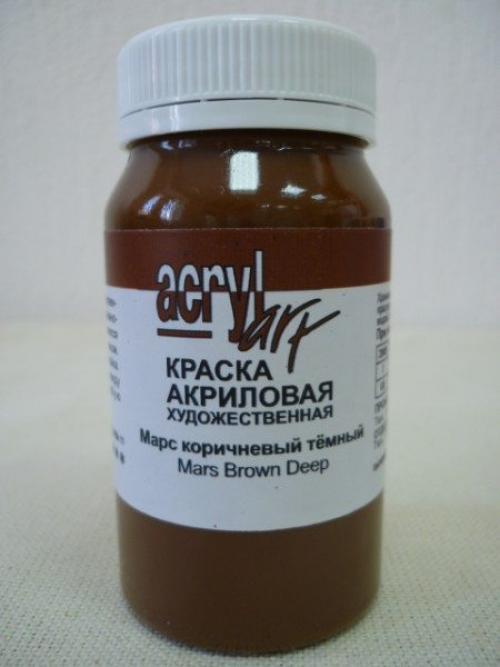 acryl
art
КРАСКА
АКРИЛОВАЯ
ХУДОЖЕСТВЕННАЯ
Марс коричневый тёмный
Mars Brown Deep